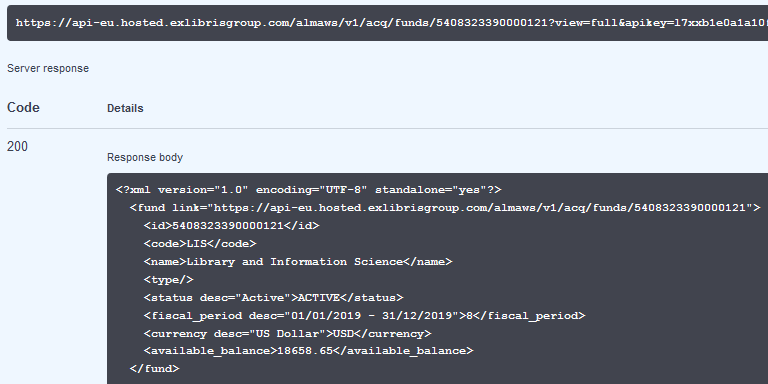 https://api-eu.hosted.exlibrisgroup.com/almaws/v1/acq/funds/5408323390000121?view=full&apikey=l7xxb1e0a1a10
Server response
Code Details
200
Response body
<?xml version="1.0" encoding="UTF-8" standalone="yes"?>
<fund link="https://api-eu.hosted.exlibrisgroup.com/almaws/v1/acq/funds/5408323390000121">
<id>5408323390000121</id>
<code>LIS</code>
<name>Library and Information Science</name>
<type/>
<status desc="Active">ACTIVE</status>
<fiscal_period desc="01/01/2019 - 31/12/2019">8</fiscal_period>
<currency desc="US Dollar">USD</currency>
<available_balance>18658.65</available_balance>
</fund>